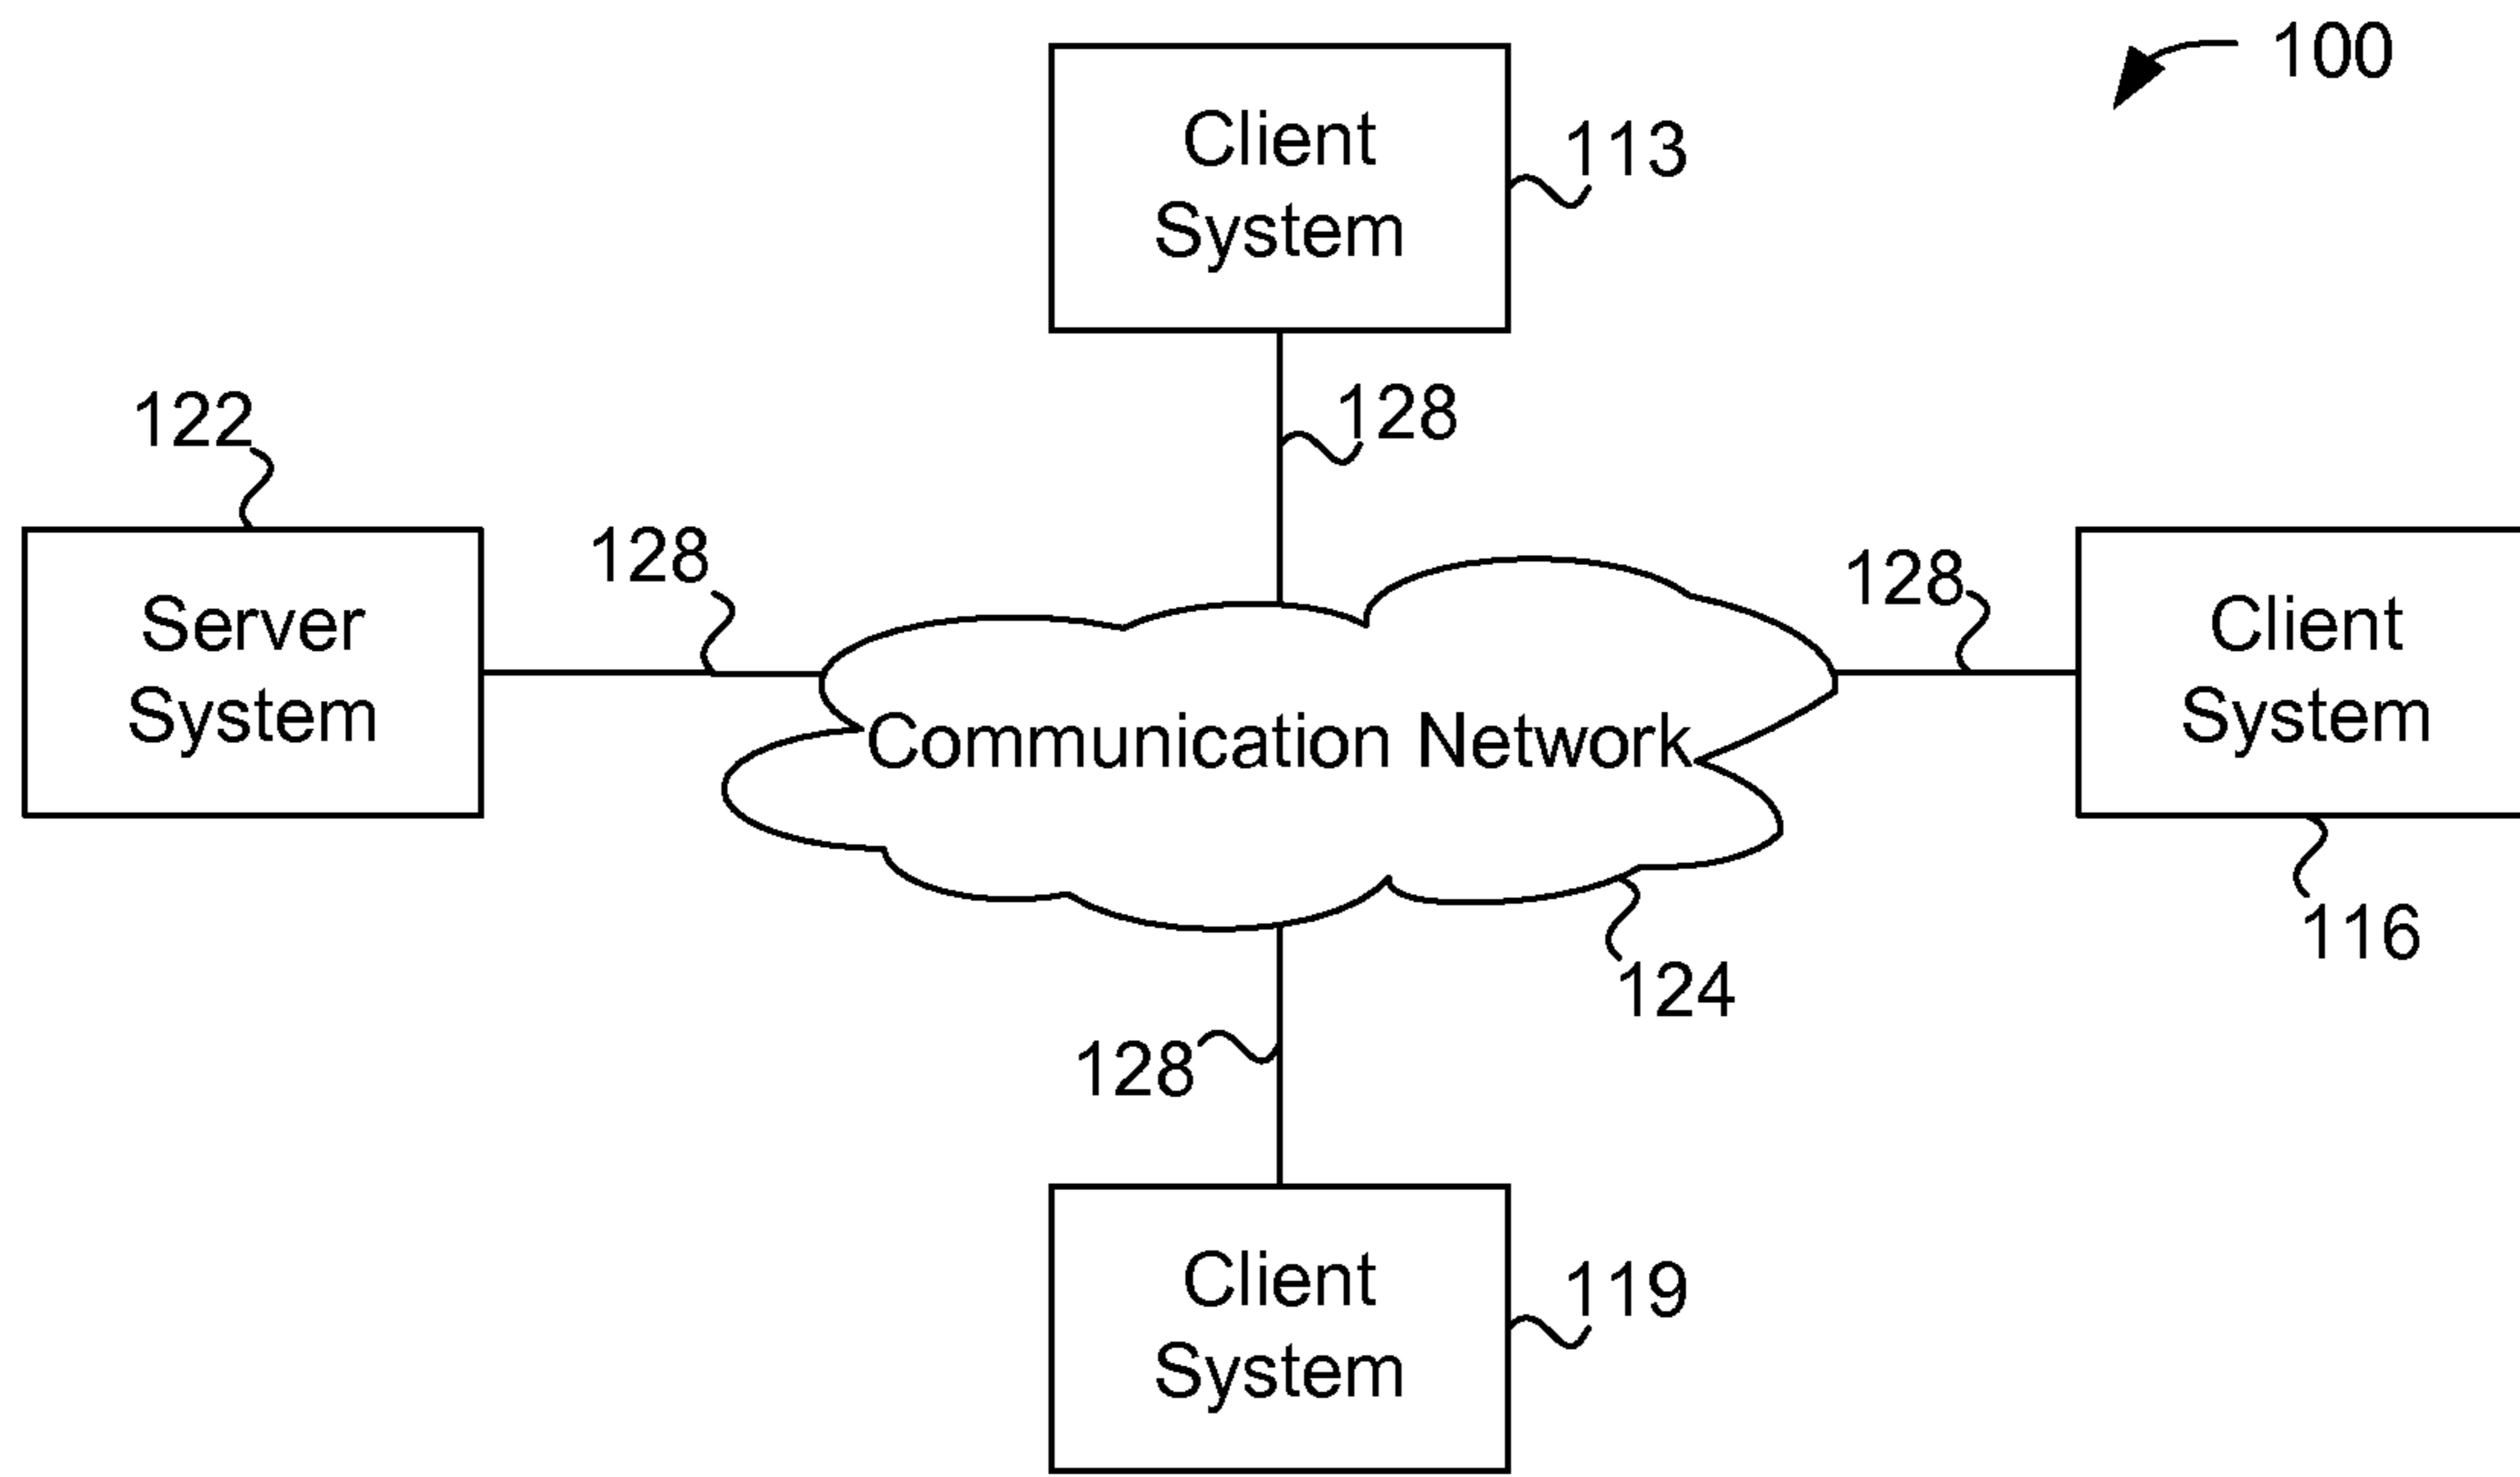 100
Client
System
113
128
122
Server
System
128
Communication Network
128
Client
System
116
124
128
Client
System
119